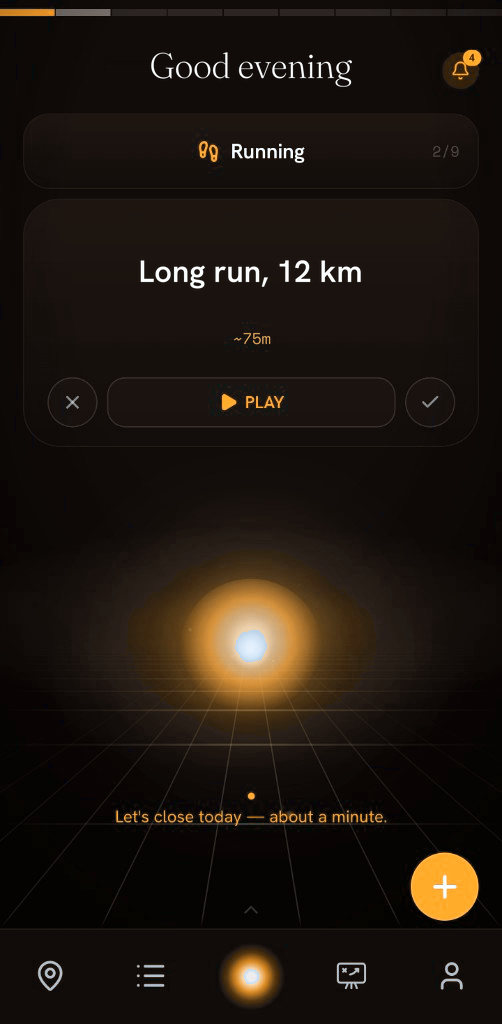 Good evening
4
Running
2/9
Long run, 12 km
~75m
PLAY
Let's close today — about a minute.